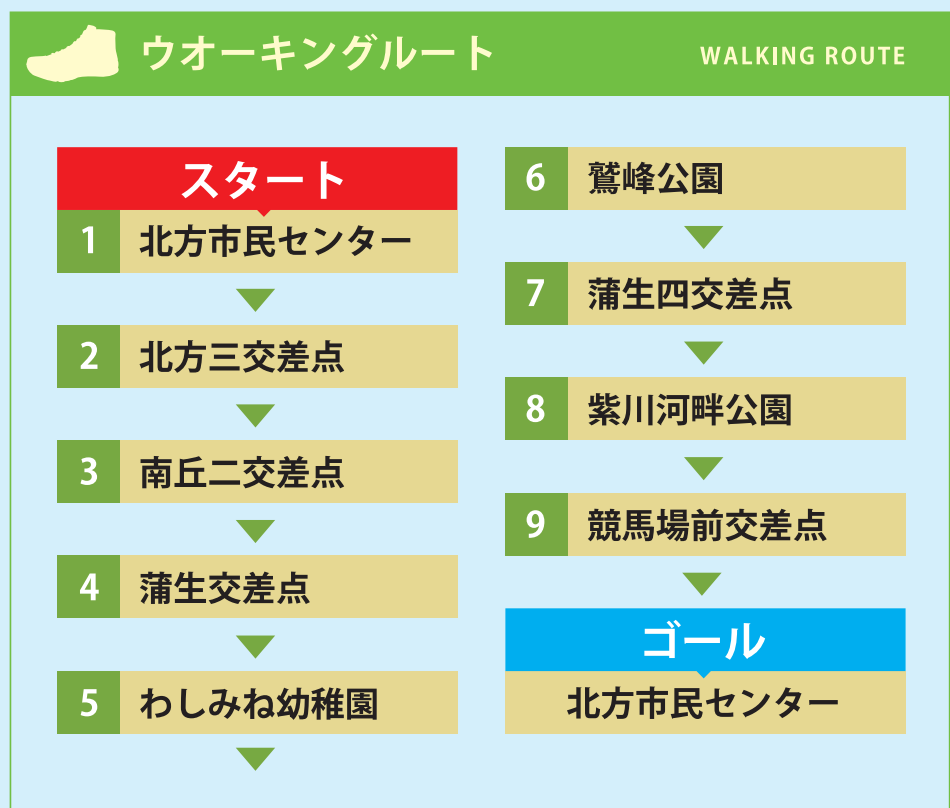 ウオーキングルート
WALKING ROUTE
スタート
1 北方市民センター
2 北方三交差点
3 南丘二交差点
4 蒲生交差点
5 わしみね幼稚園
6 鷲峰公園
7 蒲生四交差点
8 紫川河畔公園
9 競馬場前交差点
ゴール
北方市民センター